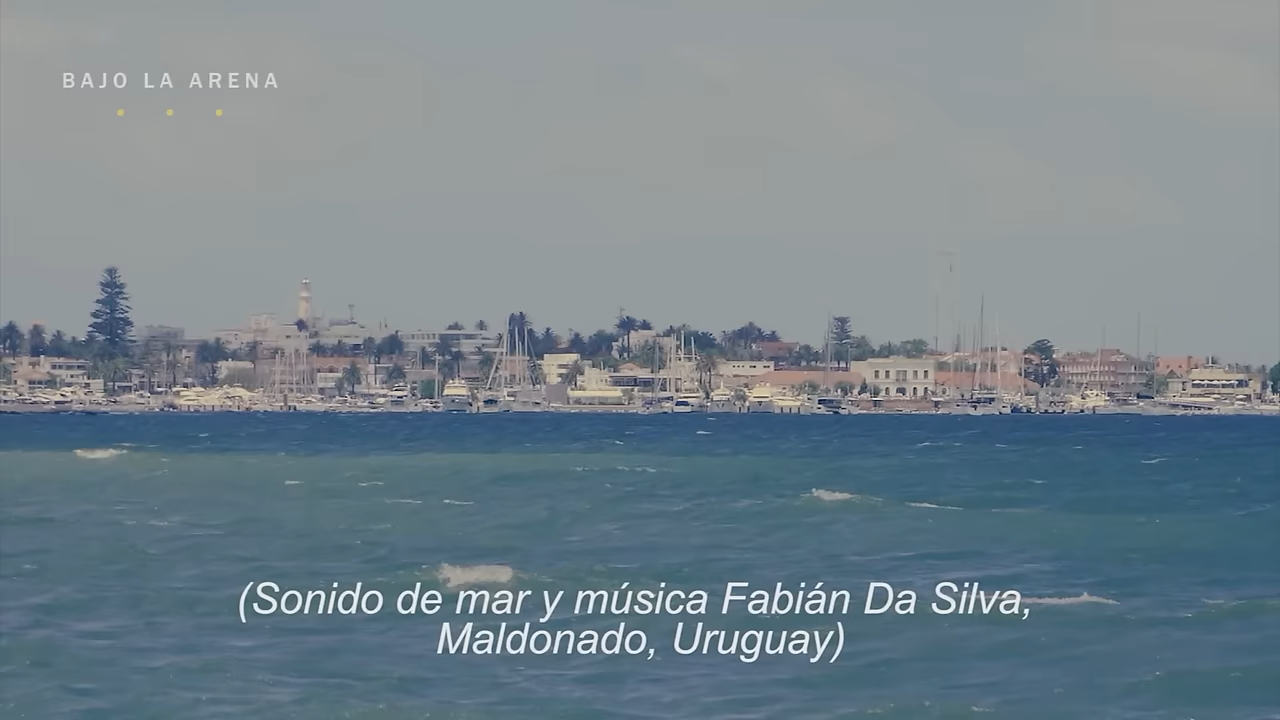 BAJO LA ARENA
(Sonido de mar y música Fabián Da Silva,
Maldonado, Uruguay)